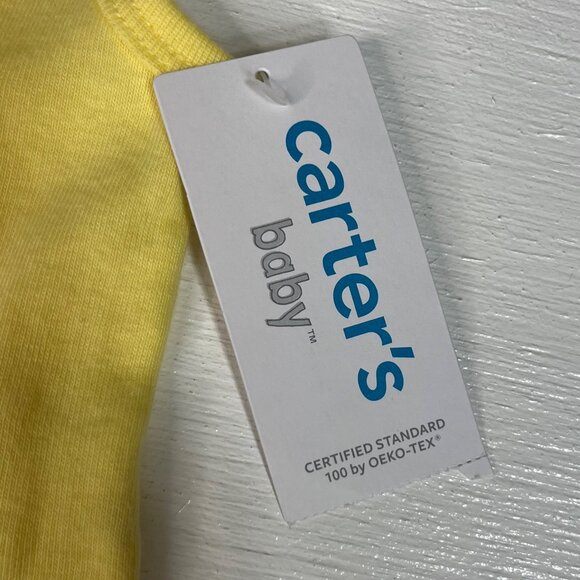 carter's
baby™
CERTIFIED STANDARD
100 by OEKO-TEX®